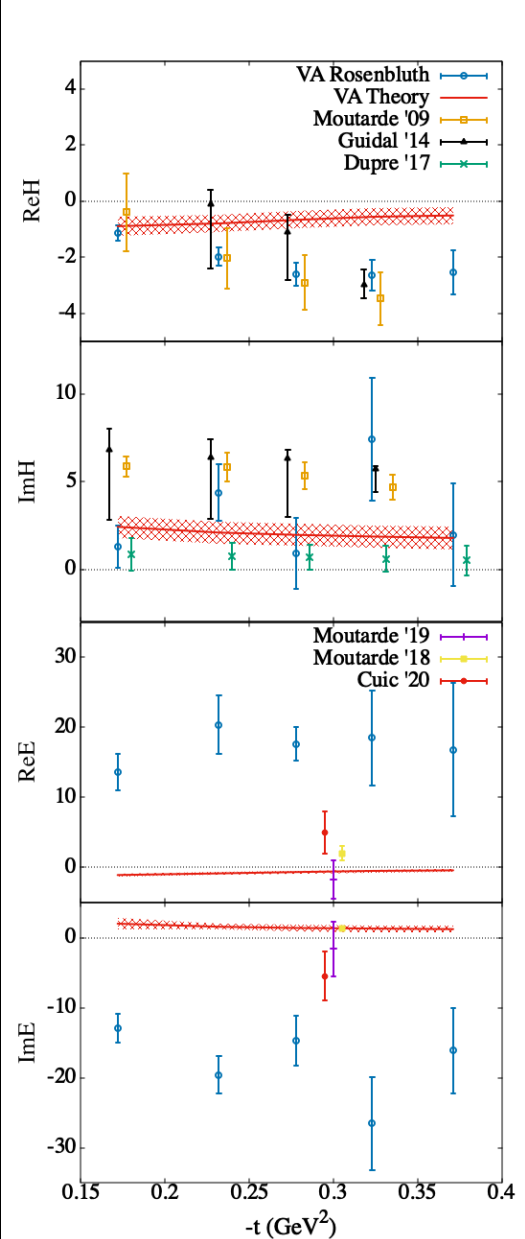 VA Rosenbluth
VA Theory
Moutarde '09
Guidal '14
Dupre '17
ReH
4
2
0
-2
-4
ImH
10
5
0
Moutarde '19
Moutarde '18
Cuic '20
ReE
30
20
10
0
ImE
0
-10
-20
-30
0.15 0.2 0.25 0.3 0.35 0.4
-t (GeV²)